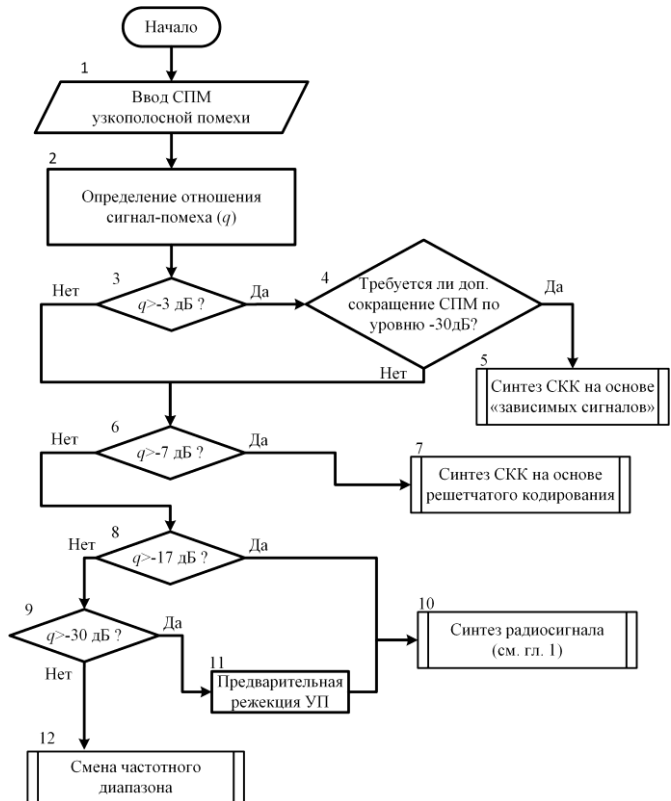 Начало
1
Ввод СПМ
узкополосной помехи
2
Определение отношения
сигнал-помеха (q)
3
Нет
q>-3 дБ ?
Да
4
Требуется ли доп.
сокращение СПМ по
уровню -30дБ?
Да
Нет
5
Синтез СКК на основе
«зависимых сигналов»
6
Нет
q>-7 дБ ?
Да
7
Синтез СКК на основе
решетчатого кодирования
8
Нет
q>-17 дБ ?
Да
9
q>-30 дБ ?
Да
Нет
10
Синтез радиосигнала
(см. гл. 1)
11
Предварительная
режекция УП
12
Смена частотного
диапазона